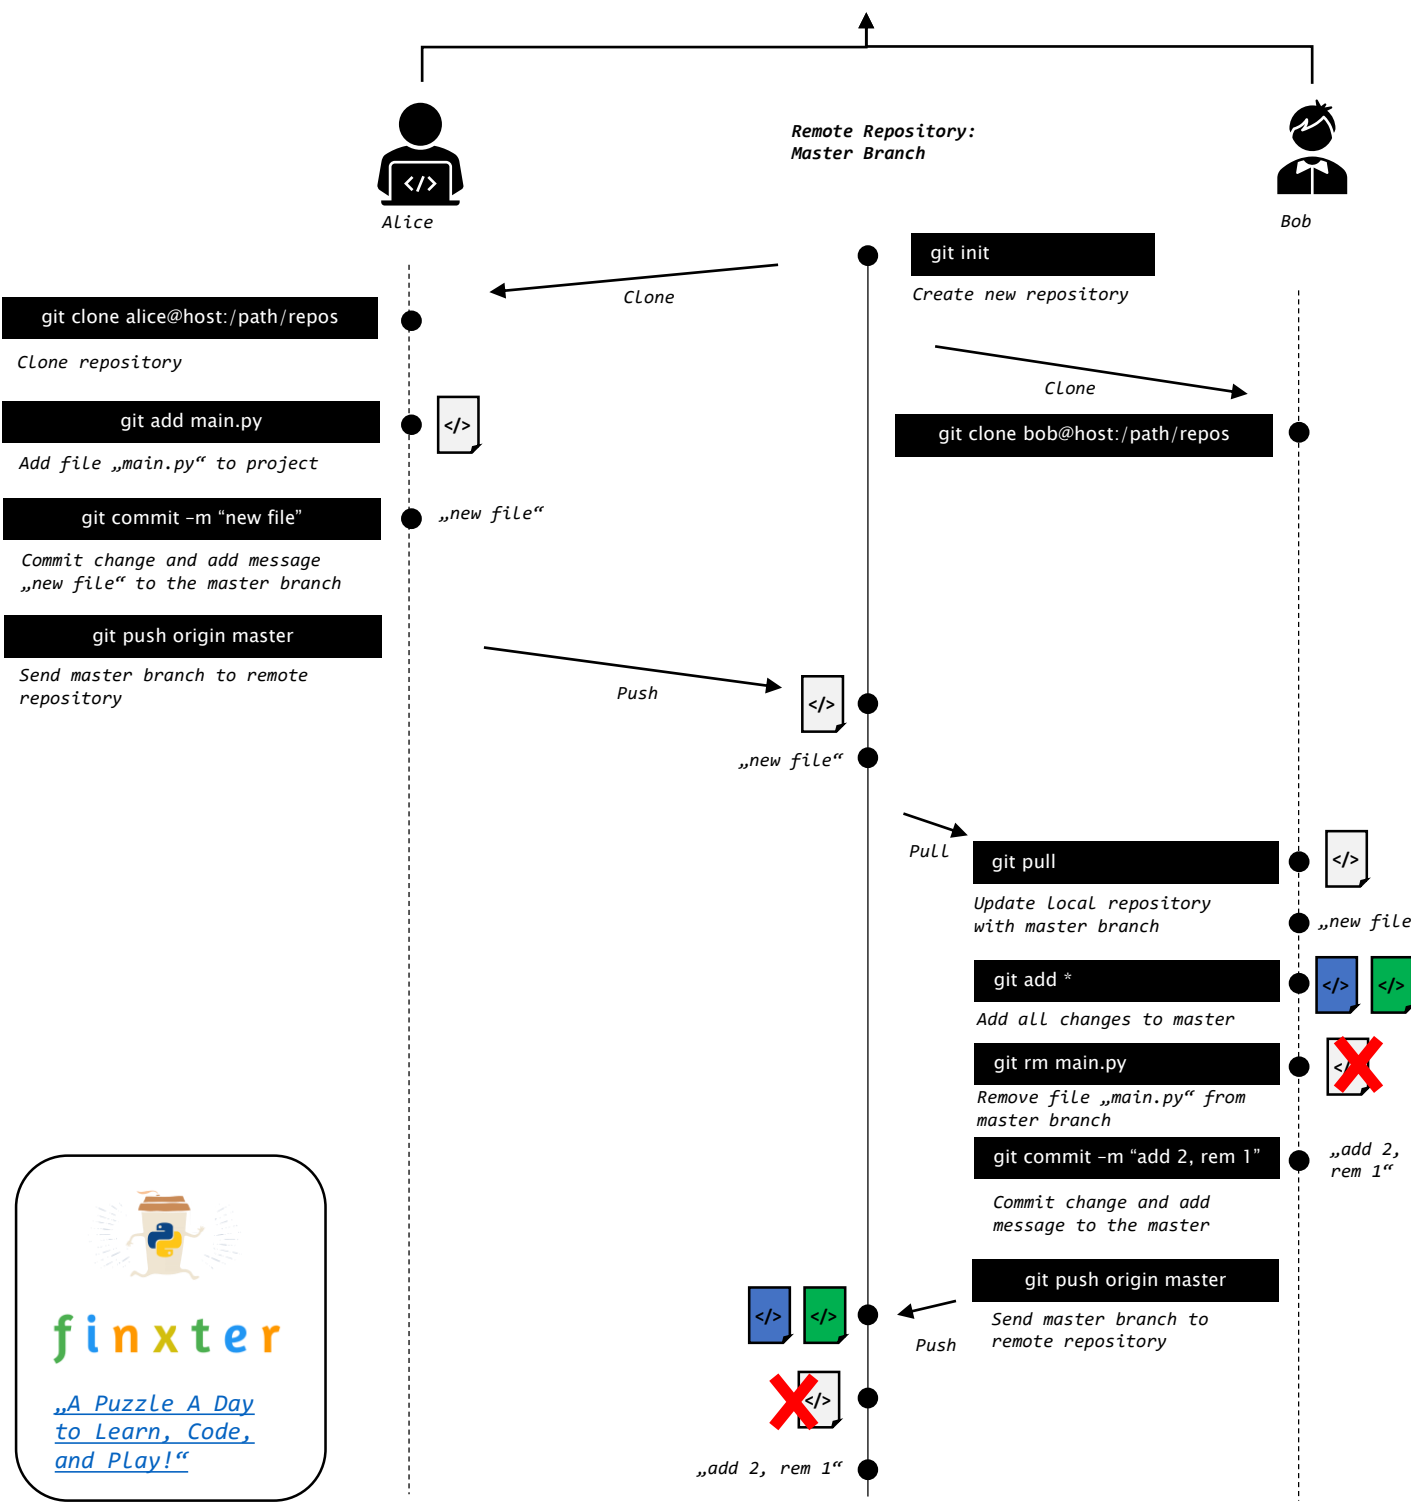 Remote Repository:
Master Branch
Alice
Bob
git init
Create new repository
Clone
git clone alice@host:/path/repos
Clone repository
Clone
git clone bob@host:/path/repos
git add main.py
</>
Add file „main.py“ to project
git commit –m “new file”
„new file“
Commit change and add message
„new file“ to the master branch
git push origin master
Send master branch to remote
repository
Push
</>
„new file“
Pull
git pull
</>
Update local repository
with master branch
„new file
git add *
</>
</>
Add all changes to master
git rm main.py
Remove file „main.py“ from
master branch
git commit –m “add 2, rem 1”
„add 2,
rem 1“
Commit change and add
message to the master
git push origin master
Send master branch to
remote repository
Push
</>
</>
</>
„add 2, rem 1“
finxter
„A Puzzle A Day
to Learn, Code,
and Play!“